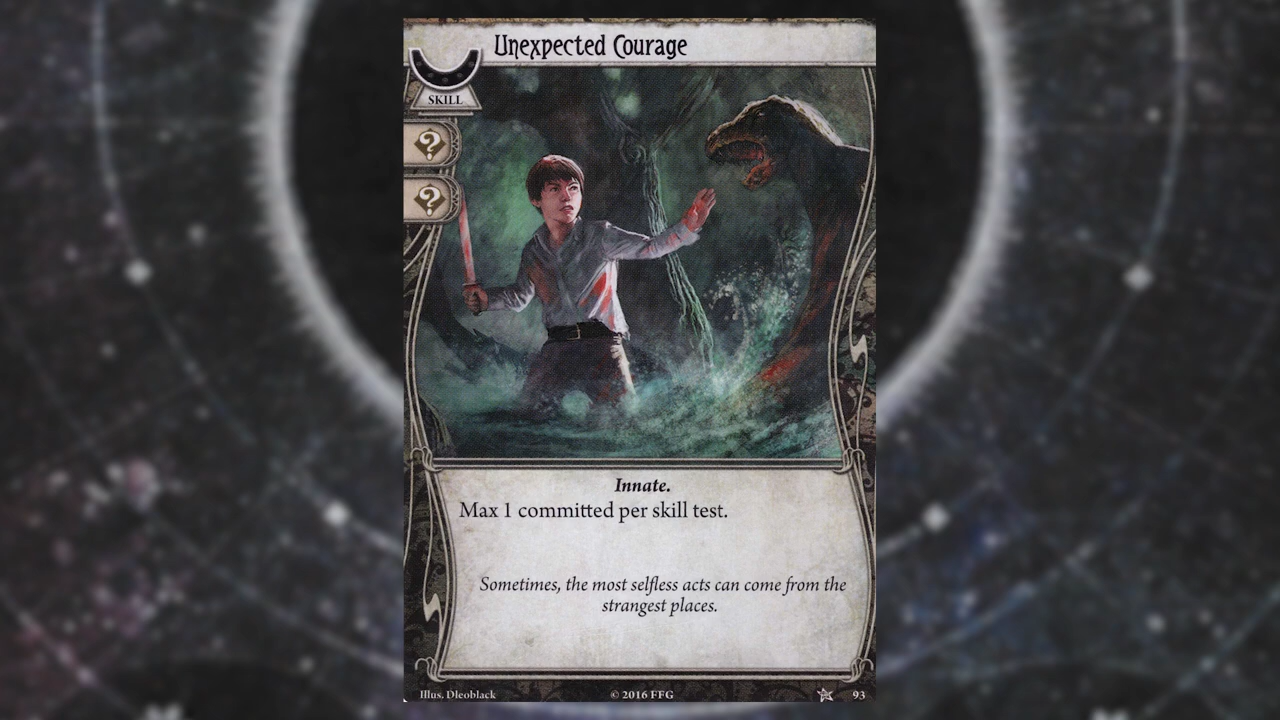 Unexpected Courage
SKILL
?
?
Innate.
Max 1 committed per skill test.
Sometimes, the most selfless acts can come from the
strangest places.
Illus. Dleoblack
© 2016 FFG
93